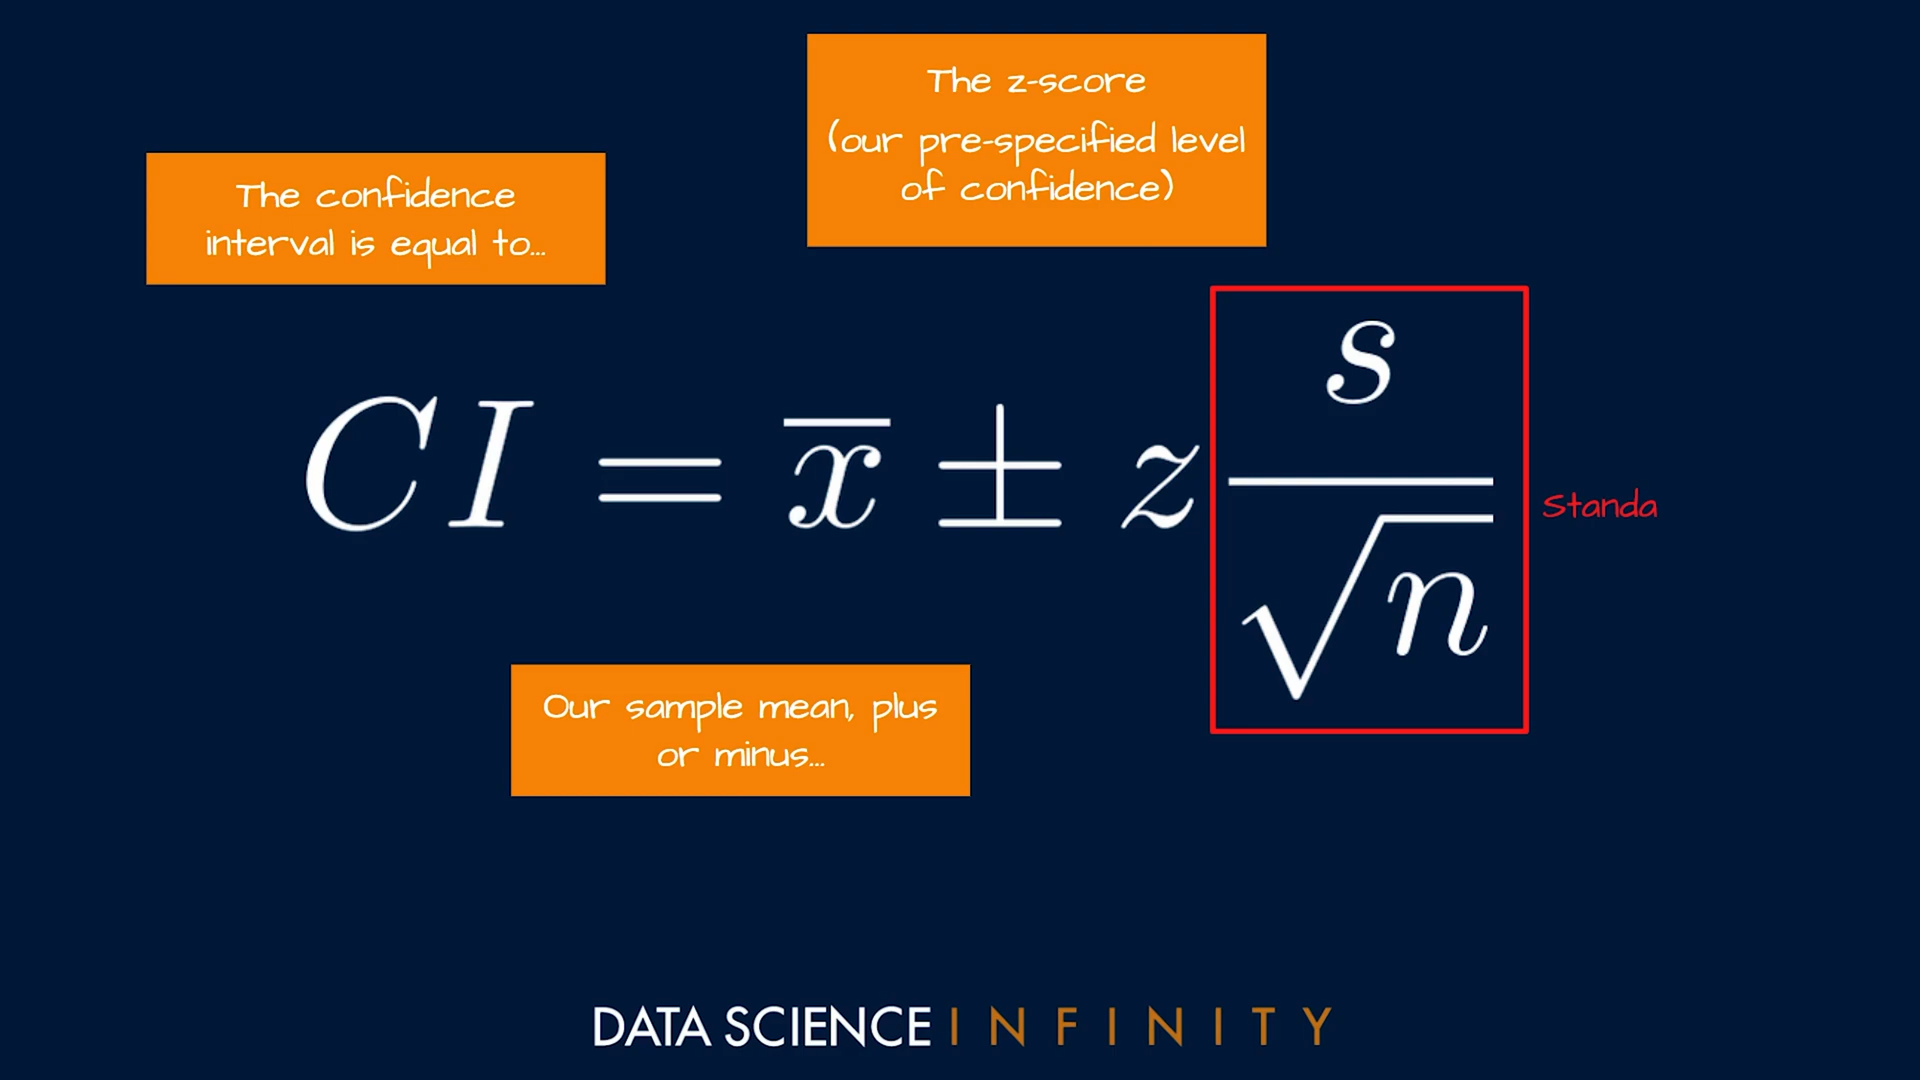 The z-score
(our pre-specified level
of confidence)
The confidence
interval is equal to...
CI = x̅ ± z s/√n
Standa
Our sample mean, plus
or minus...
DATA SCIENCE INFINITY